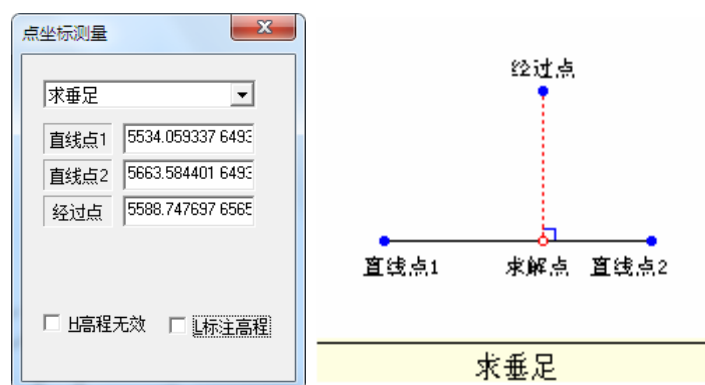 点坐标测量
求垂足
直线点1 5534.059337 6493
直线点2 5663.584401 6493
经过点 5588.747697 6565
H高程无效 L标注高程
经过点
直线点1 求解点 直线点2
求垂足